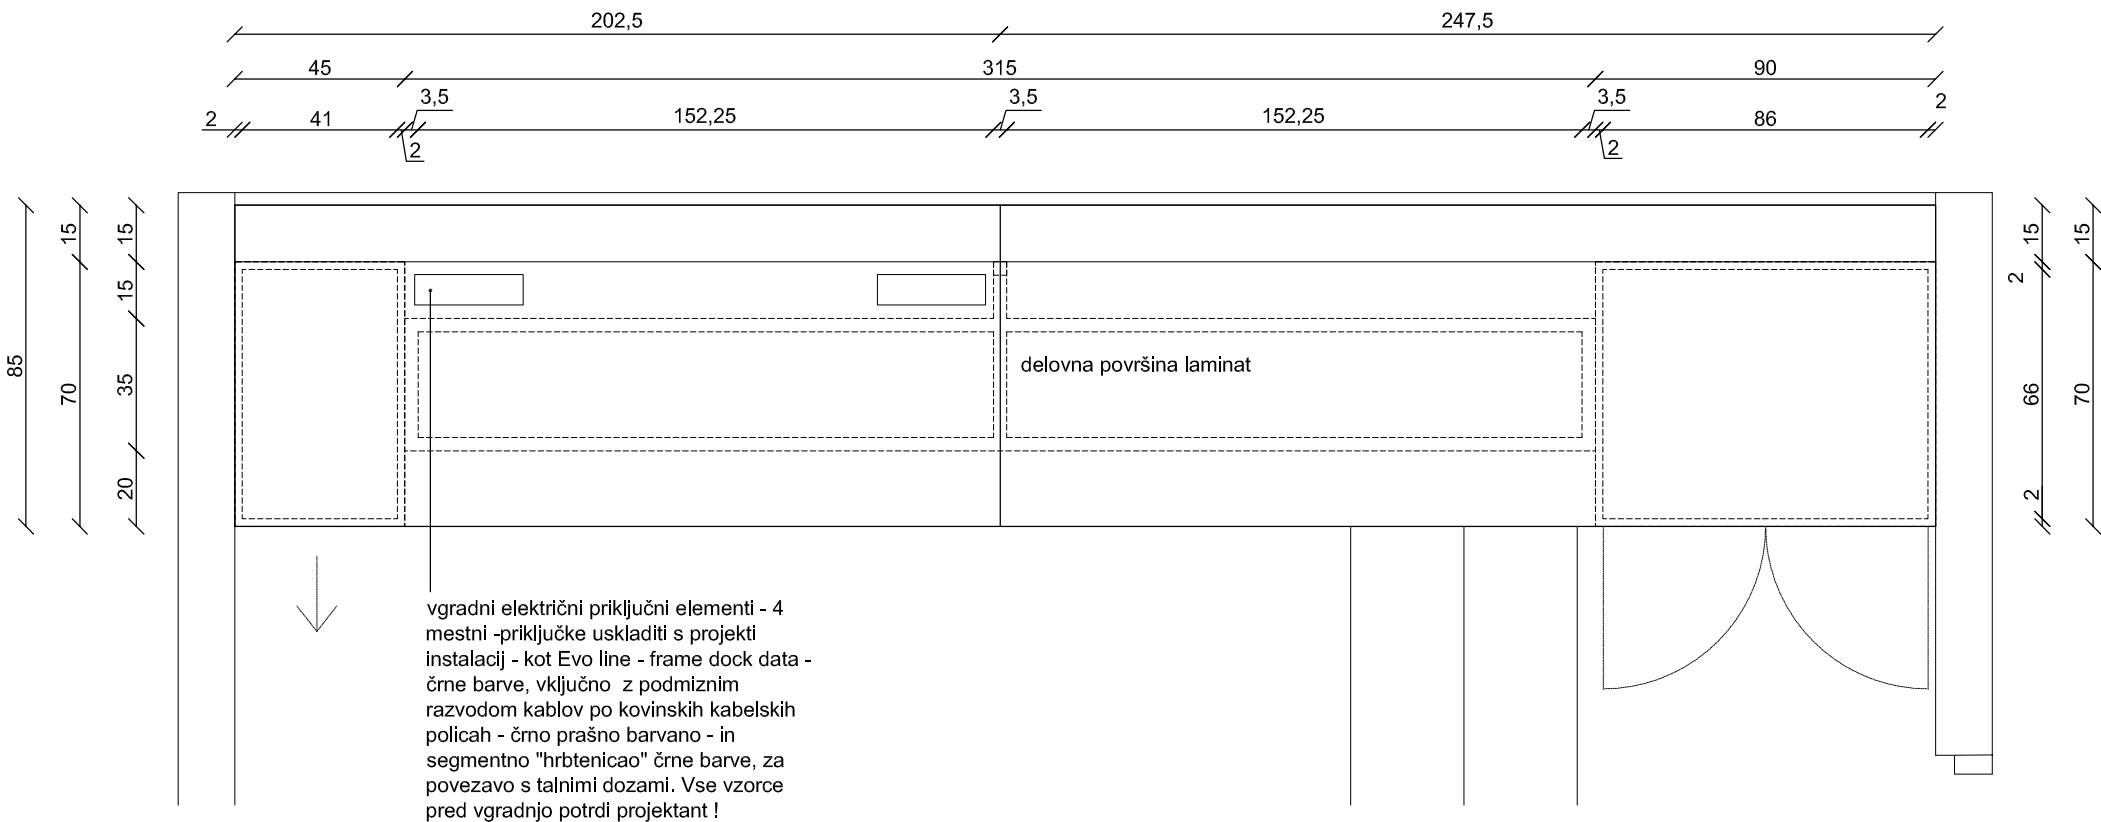 202,5 247,5
45 315 90
3,5 3,5 3,5 2
2 41 152,25 152,25 86
2 2
15 15 15 15
15 2
85 70 35 66 70
20 2
delovna površina laminat
vgradni električni priključni elementi - 4
mestni -priključke uskladiti s projekti
instalacij - kot Evo line - frame dock data -
črne barve, vključno z podmiznim
razvodom kablov po kovinskih kabelskih
policah - črno prašno barvano - in
segmentno "hrbtenicao" črne barve, za
povezavo s talnimi dozami. Vse vzorce
pred vgradnjo potrdi projektant !